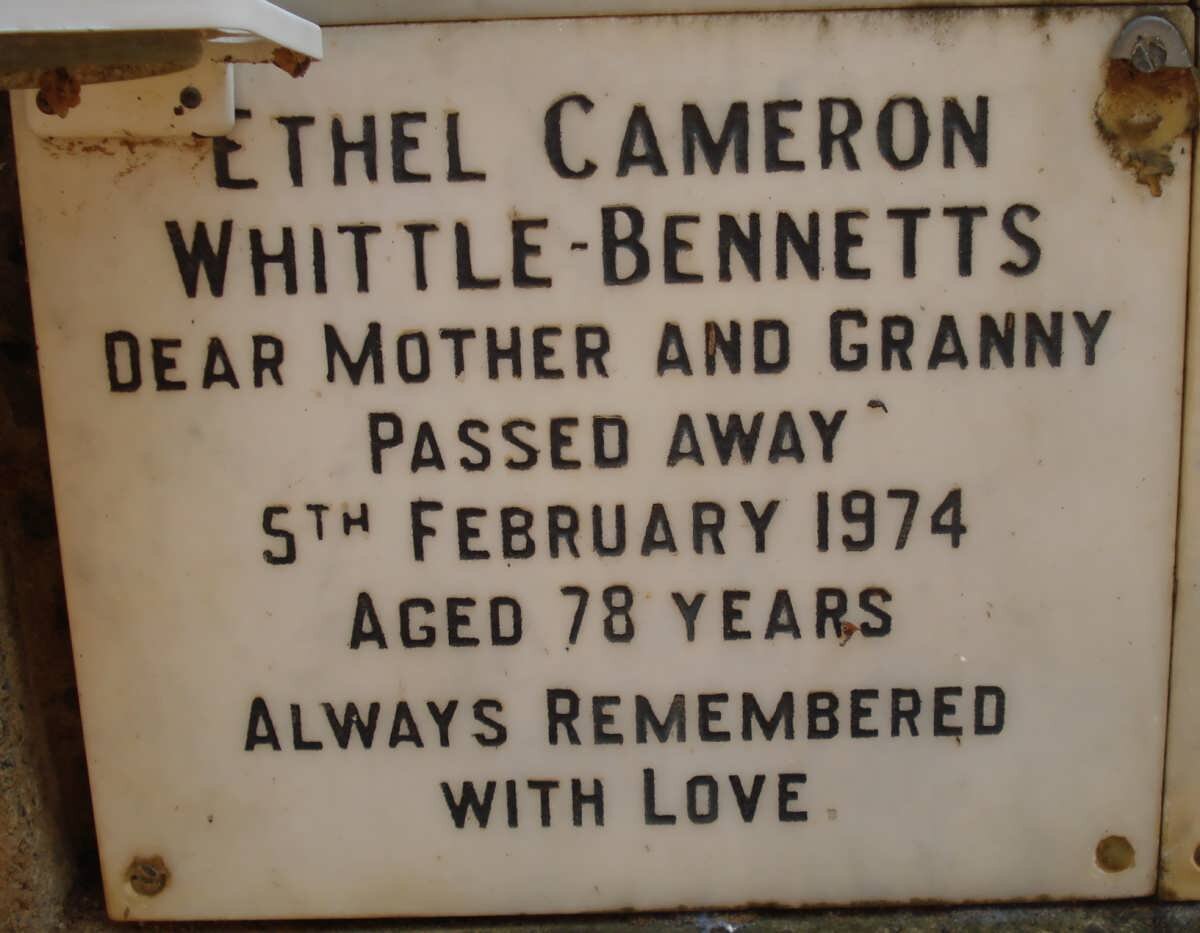 ETHEL CAMERON
WHITTLE-BENNETTS
DEAR MOTHER AND GRANNY
PASSED AWAY
5TH FEBRUARY 1974
AGED 78 YEARS
ALWAYS REMEMBERED
WITH LOVE.